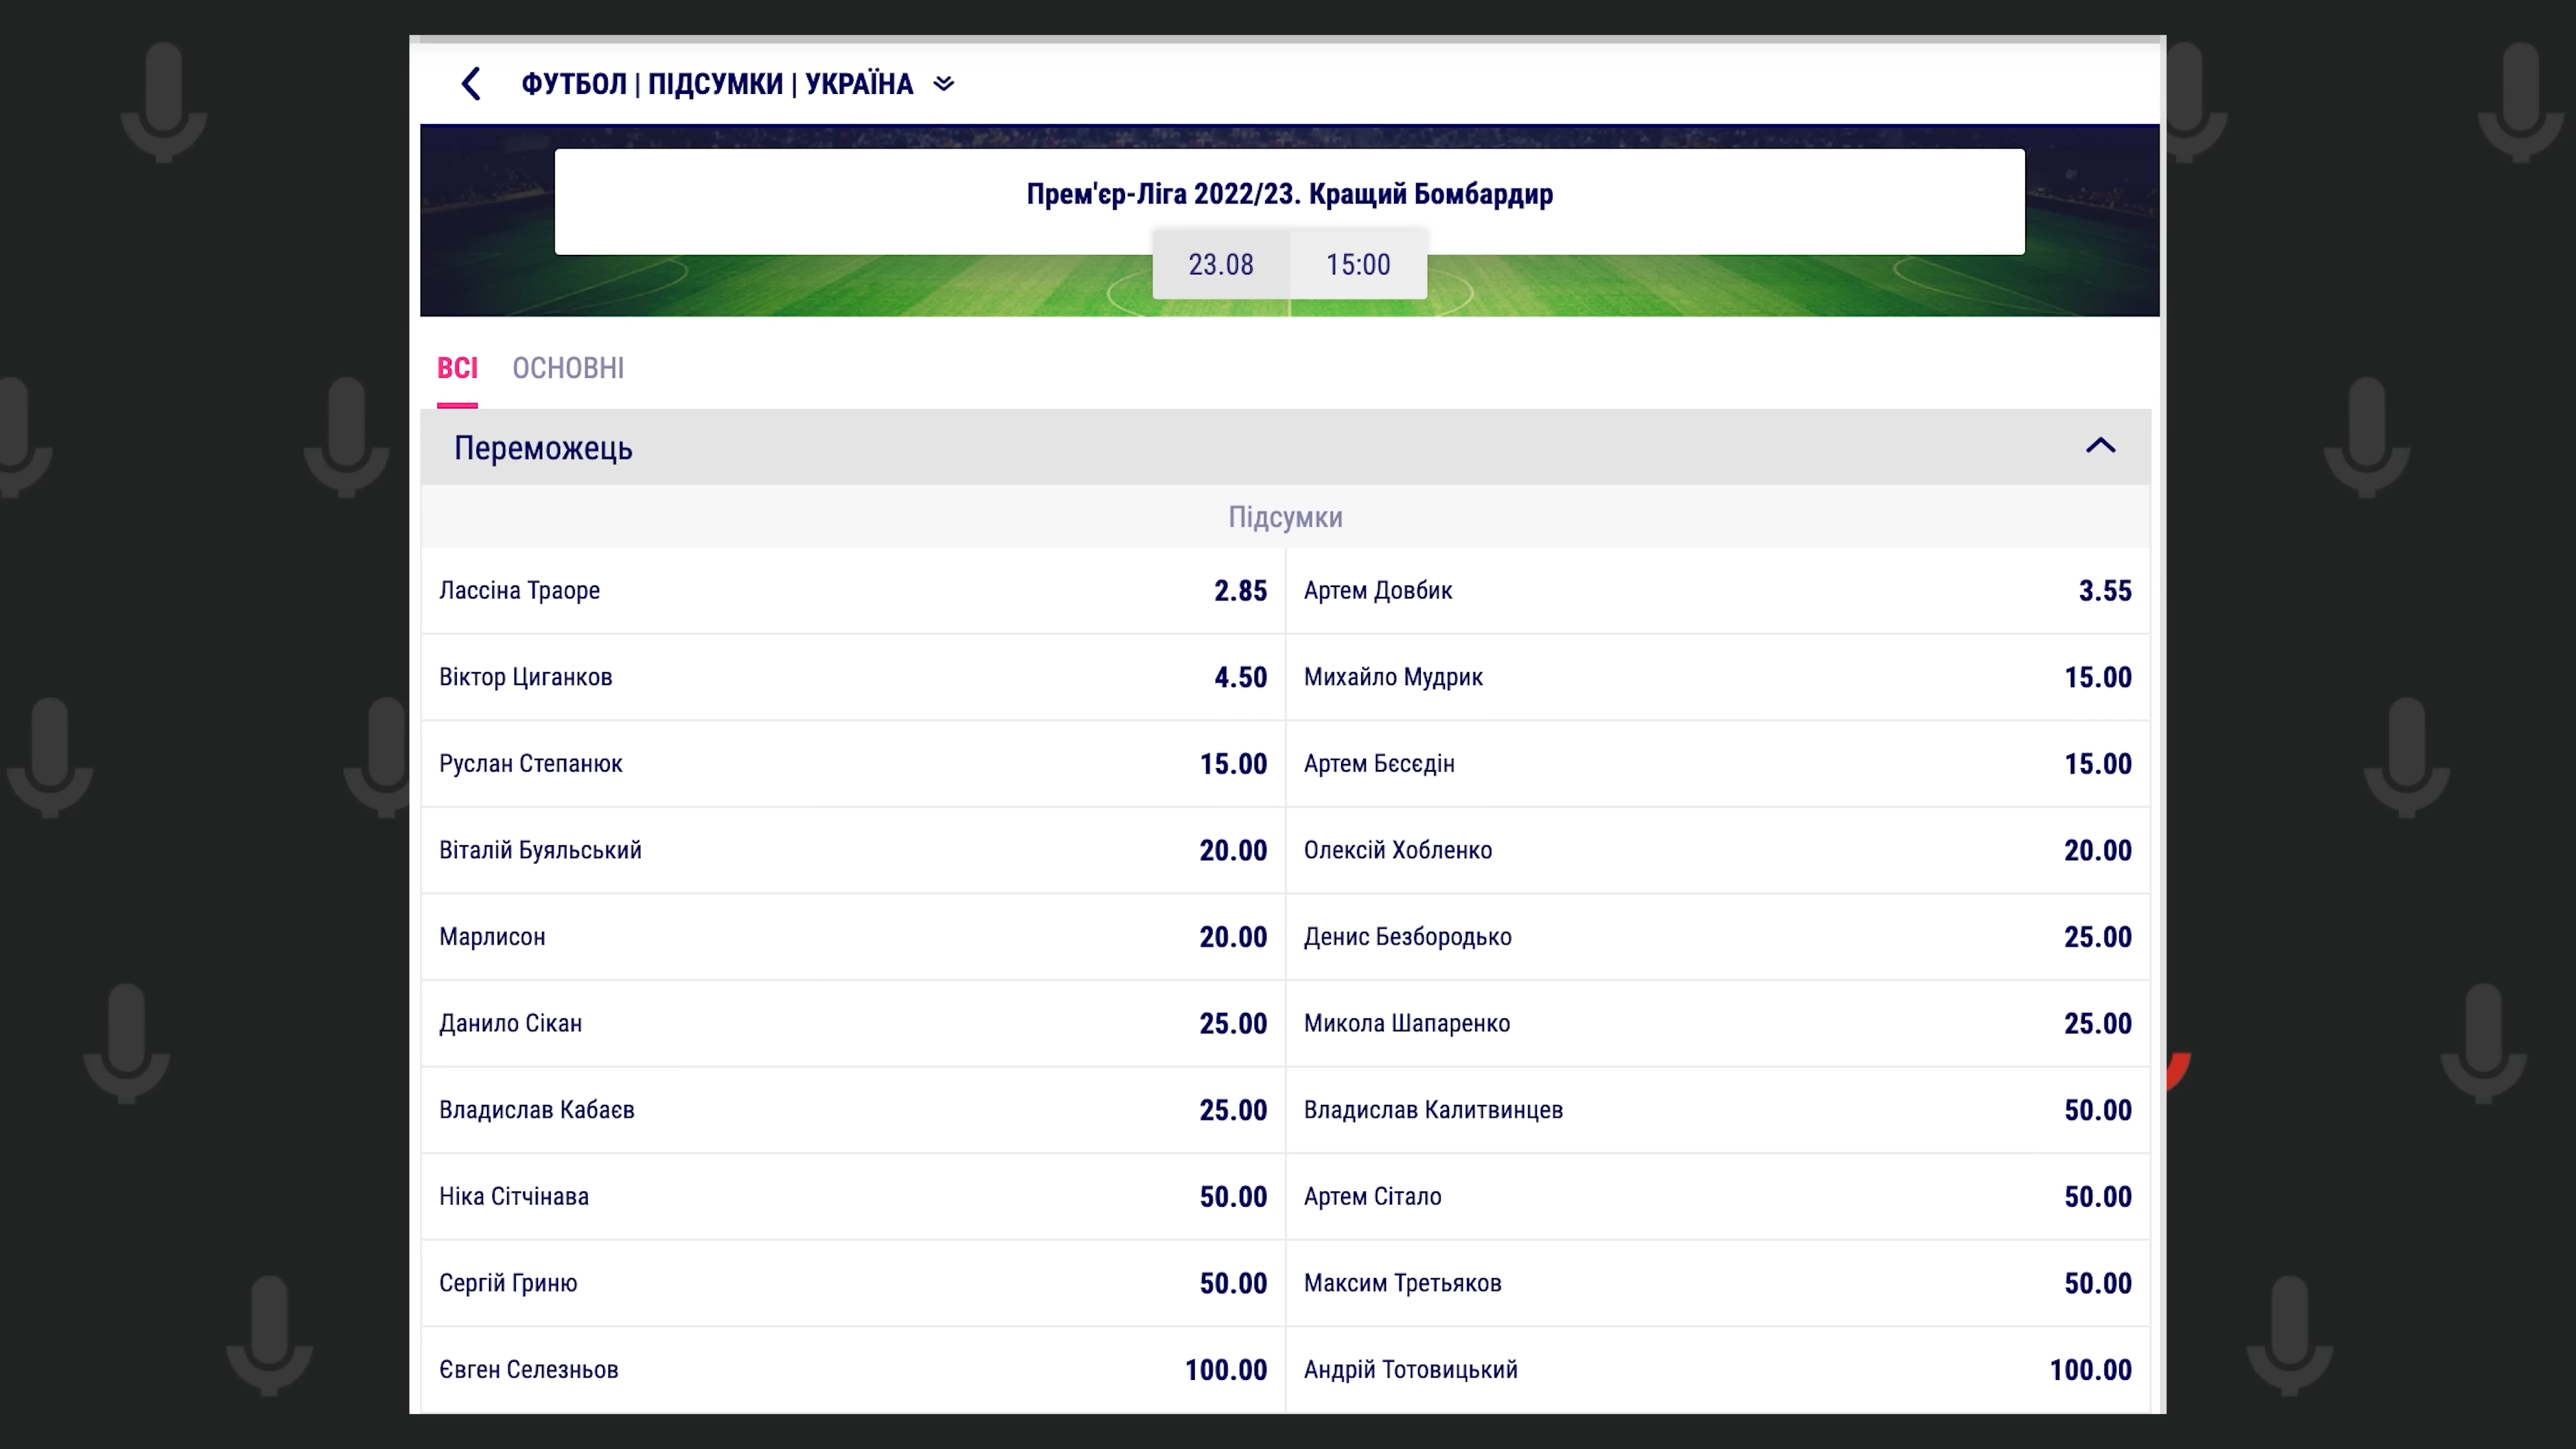 ФУТБОЛ | ПІДСУМКИ | УКРАЇНА
Прем'єр-Ліга 2022/23. Кращий Бомбардир
23.08 15:00
ВСІ ОСНОВНІ
Переможець
Підсумки
Лассіна Траоре 2.85 Артем Довбик 3.55
Віктор Циганков 4.50 Михайло Мудрик 15.00
Руслан Степанюк 15.00 Артем Бєсєдін 15.00
Віталій Буяльський 20.00 Олексій Хобленко 20.00
Марлисон 20.00 Денис Безбородько 25.00
Данило Сікан 25.00 Микола Шапаренко 25.00
Владислав Кабаєв 25.00 Владислав Калитвинцев 50.00
Ніка Сітчінава 50.00 Артем Сітало 50.00
Сергій Гриню 50.00 Максим Третьяков 50.00
Євген Селезньов 100.00 Андрій Тотовицький 100.00